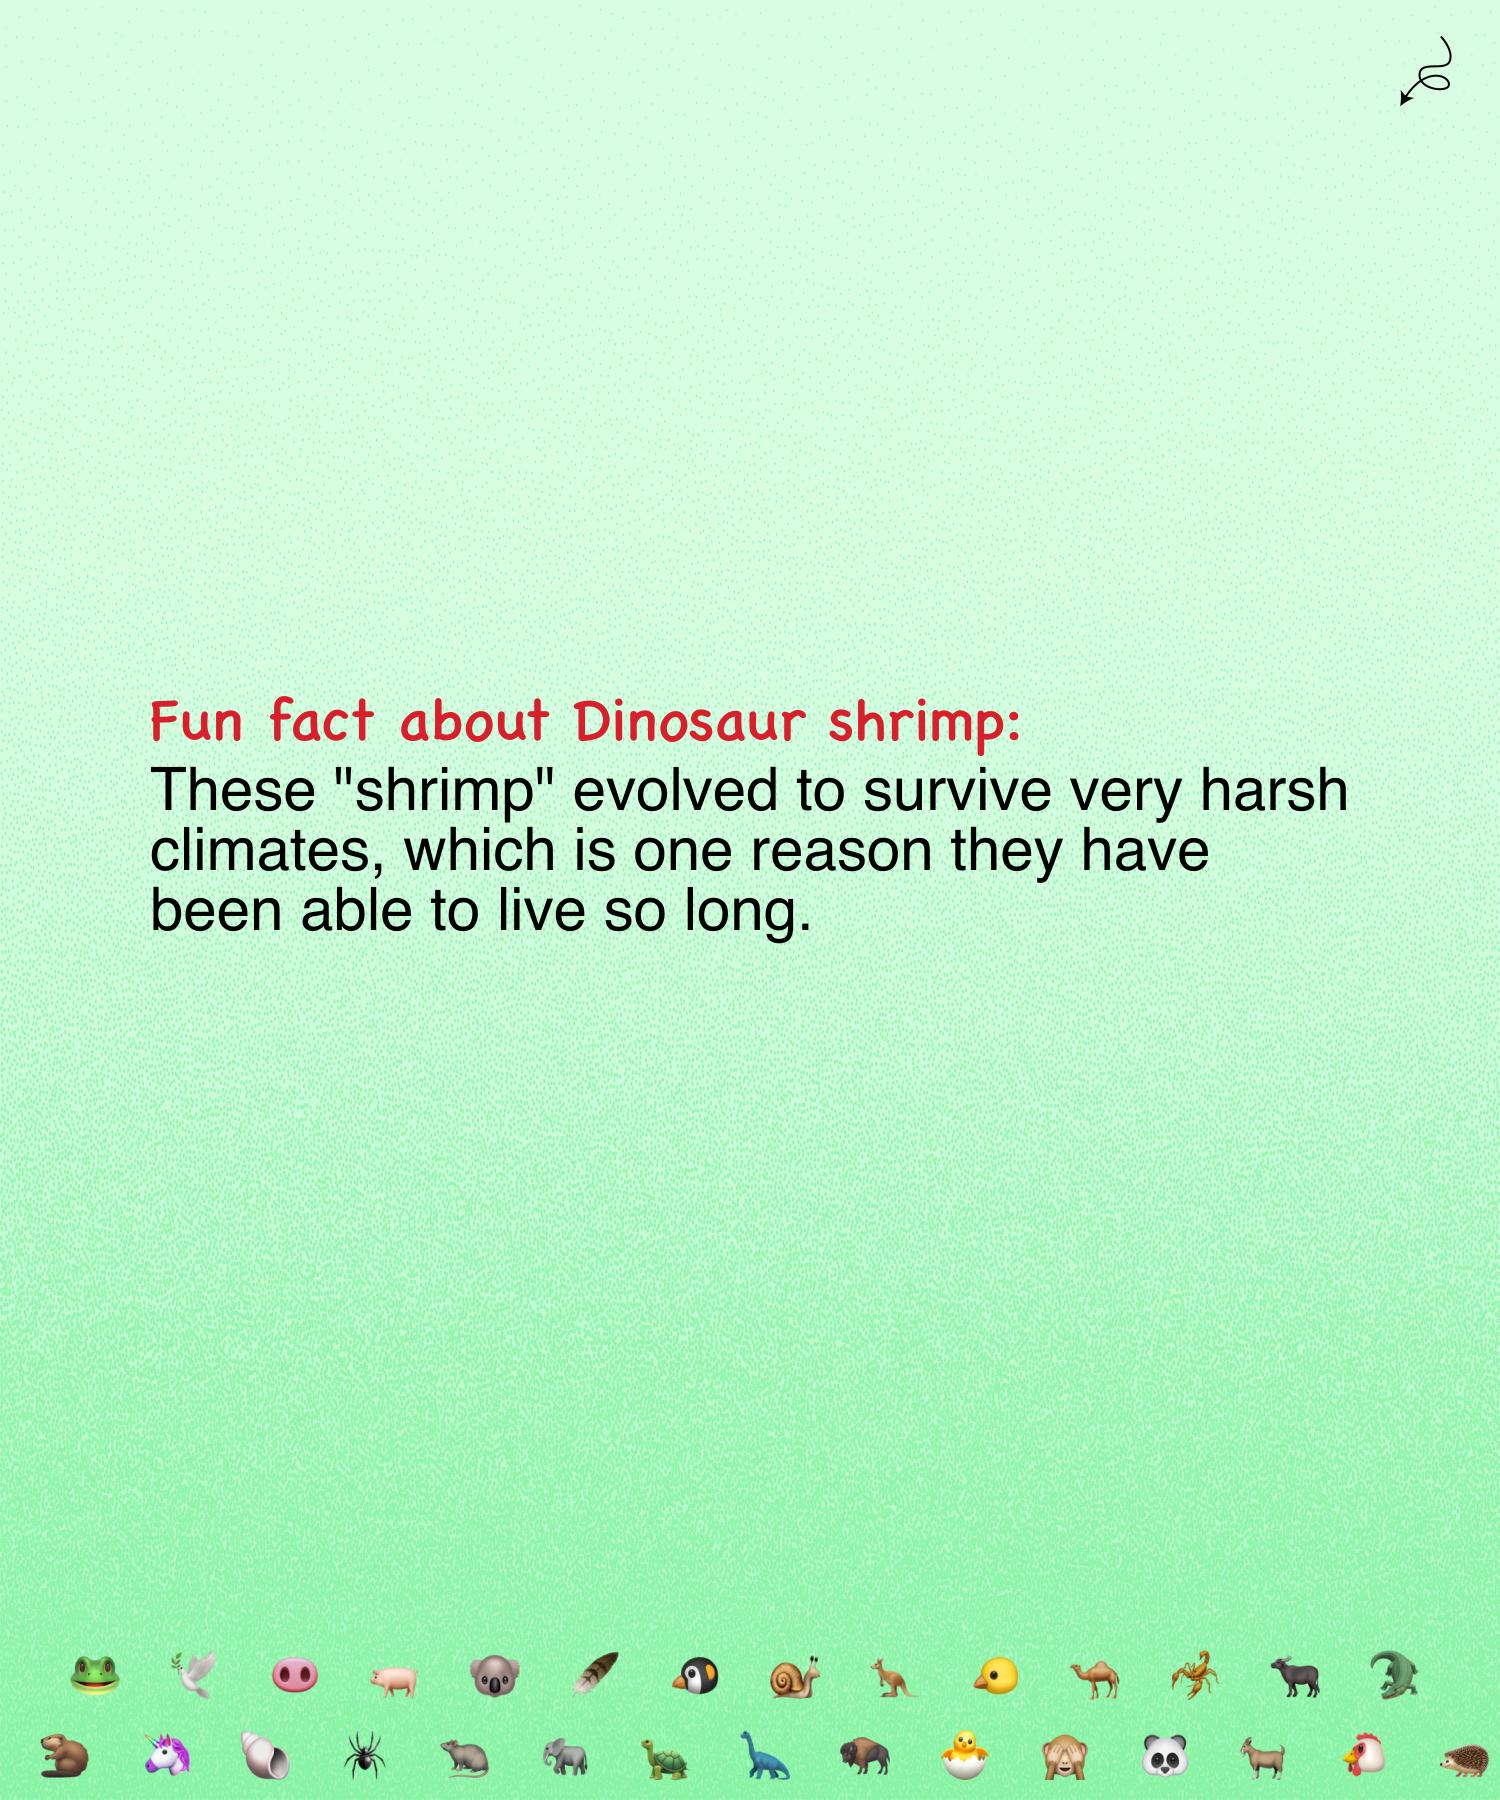 Fun fact about Dinosaur shrimp:
These "shrimp" evolved to survive very harsh
climates, which is one reason they have
been able to live so long.